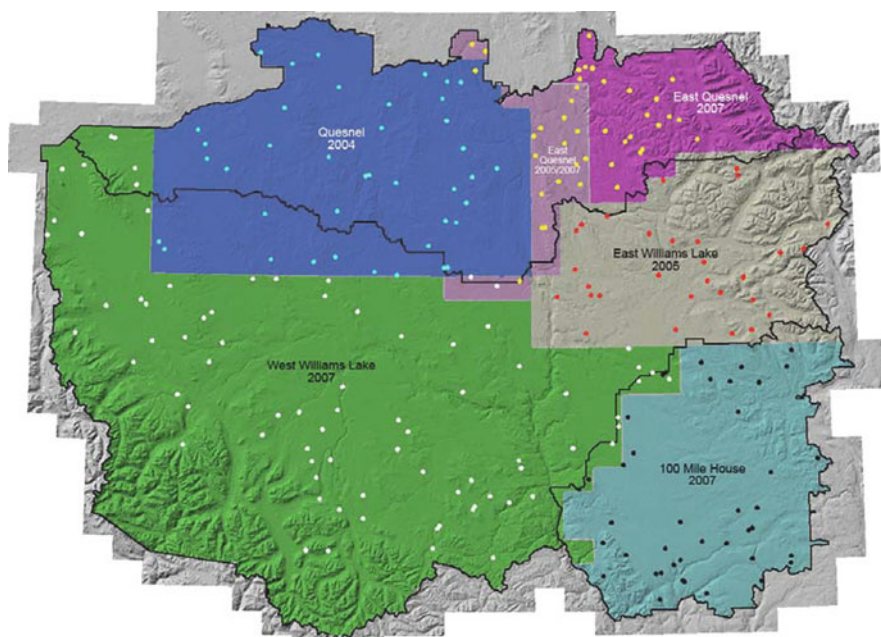 Quesnel
2004
East Quesnel
2007
East
Quesnel
2005/2007
East Williams Lake
2005
West Williams Lake
2007
100 Mile House
2007